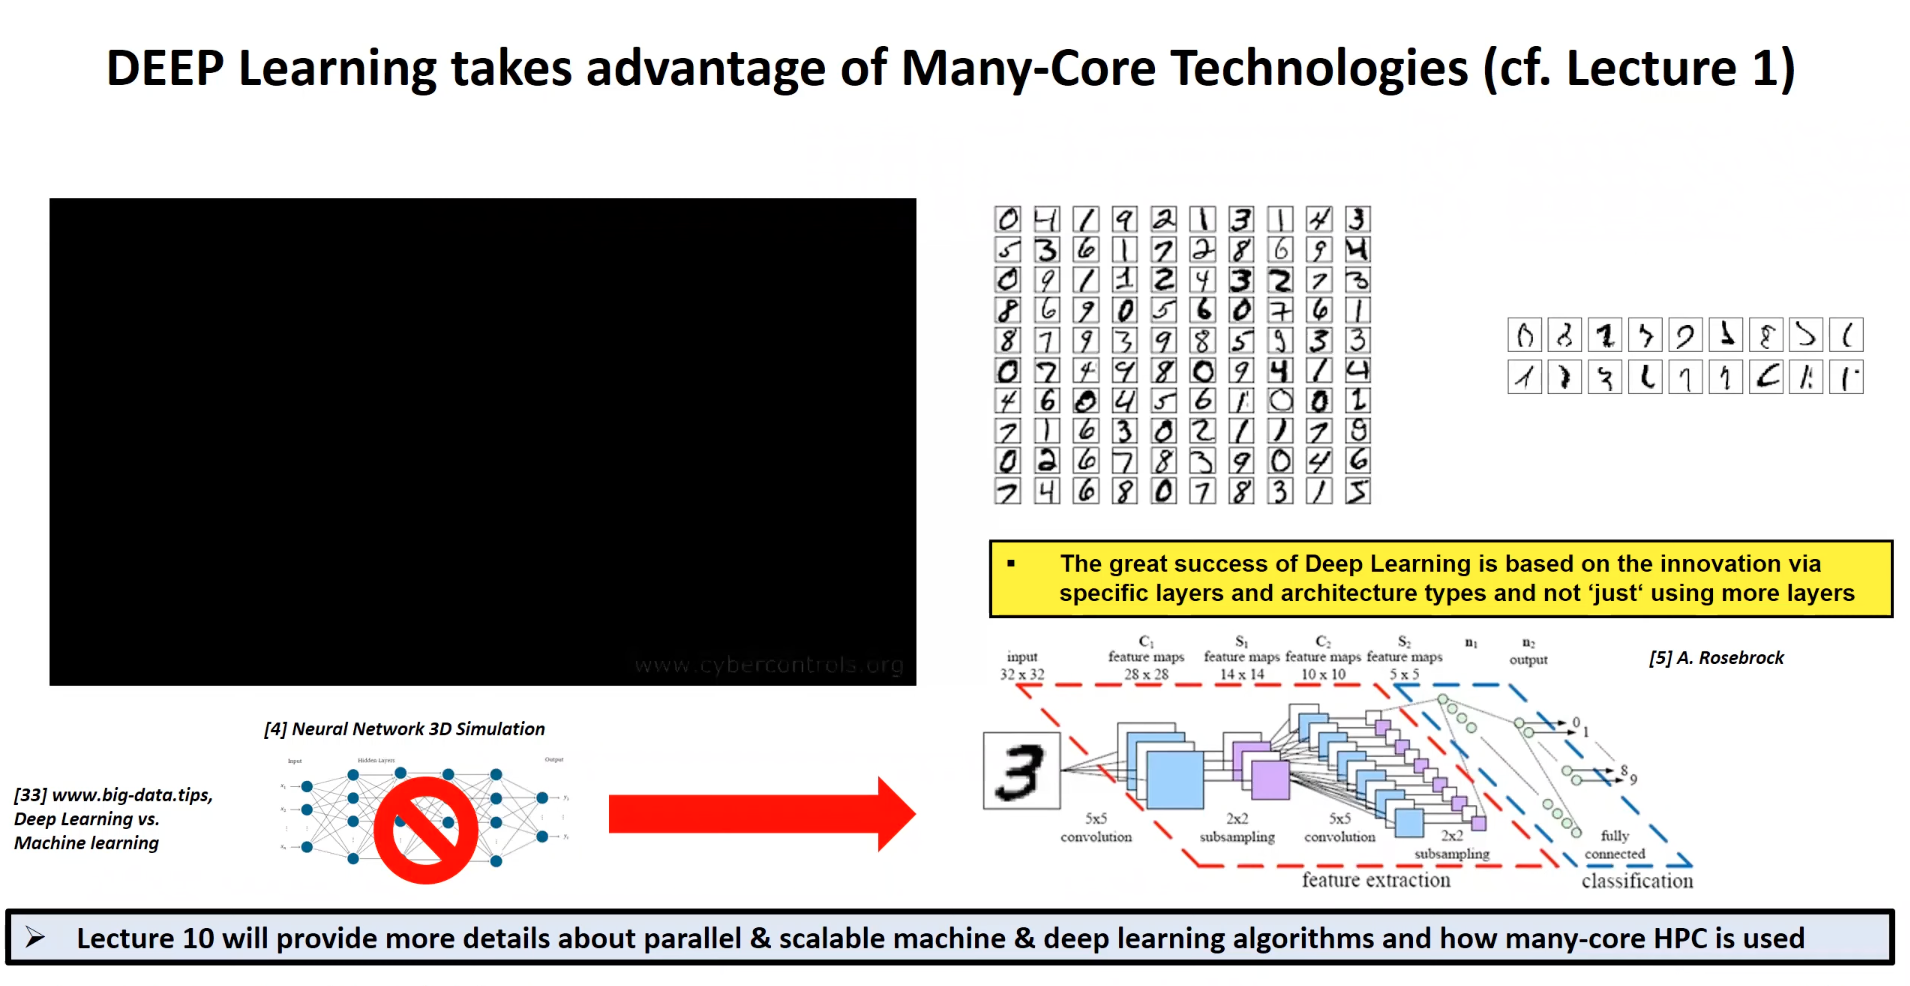 DEEP Learning takes advantage of Many-Core Technologies (cf. Lecture 1)
www.cybercontrols.org
[4] Neural Network 3D Simulation
Input
Hidden Layers
Output
[33] www.big-data.tips,
Deep Learning vs.
Machine learning
0 4 1 9 2 1 3 1 4 3
5 3 6 1 7 2 8 6 9 4
0 9 1 1 2 4 3 2 7 3
8 6 9 0 5 6 0 7 6 1
8 7 9 3 9 8 5 9 3 3
0 7 4 9 8 0 9 4 1 4
4 6 0 4 5 6 1 0 0 1
7 1 6 3 0 2 1 1 7 9
0 2 6 7 8 3 9 0 4 6
7 4 6 8 0 7 8 3 1 5
▪ The great success of Deep Learning is based on the innovation via
specific layers and architecture types and not ‘just‘ using more layers
input
32 x 32
C1
feature maps
28 x 28
S1
feature maps
14 x 14
C2
feature maps
10 x 10
S2
feature maps
5 x 5
n1
n2
output
[5] A. Rosebrock
3
0
1
8
9
5x5
convolution
2x2
subsampling
5x5
convolution
2x2
subsampling
fully
connected
feature extraction
classification
➢ Lecture 10 will provide more details about parallel & scalable machine & deep learning algorithms and how many-core HPC is used